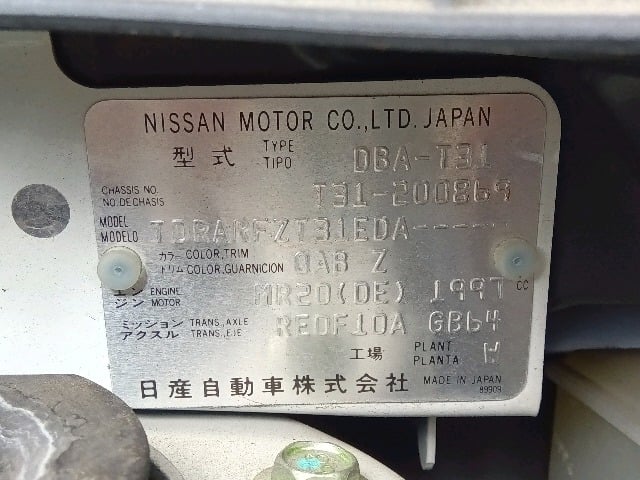 NISSAN MOTOR CO.,LTD. JAPAN
型式 TYPE TIPO DBA-T31
CHASSIS NO. NO.DE CHASIS T31-200869
MODEL MODELO TDRARFZT31EDA-----
カラー COLOR,TRIM トリム COLOR,GUARNICION QAB Z
エンジン ENGINE MOTOR MR20(DE) 1997 CC
ミッション TRANS.,AXLE アクスル TRANS.,EJE RE0F10A GB64
工場 PLANT PLANTA W
日産自動車株式会社 MADE IN JAPAN
89909